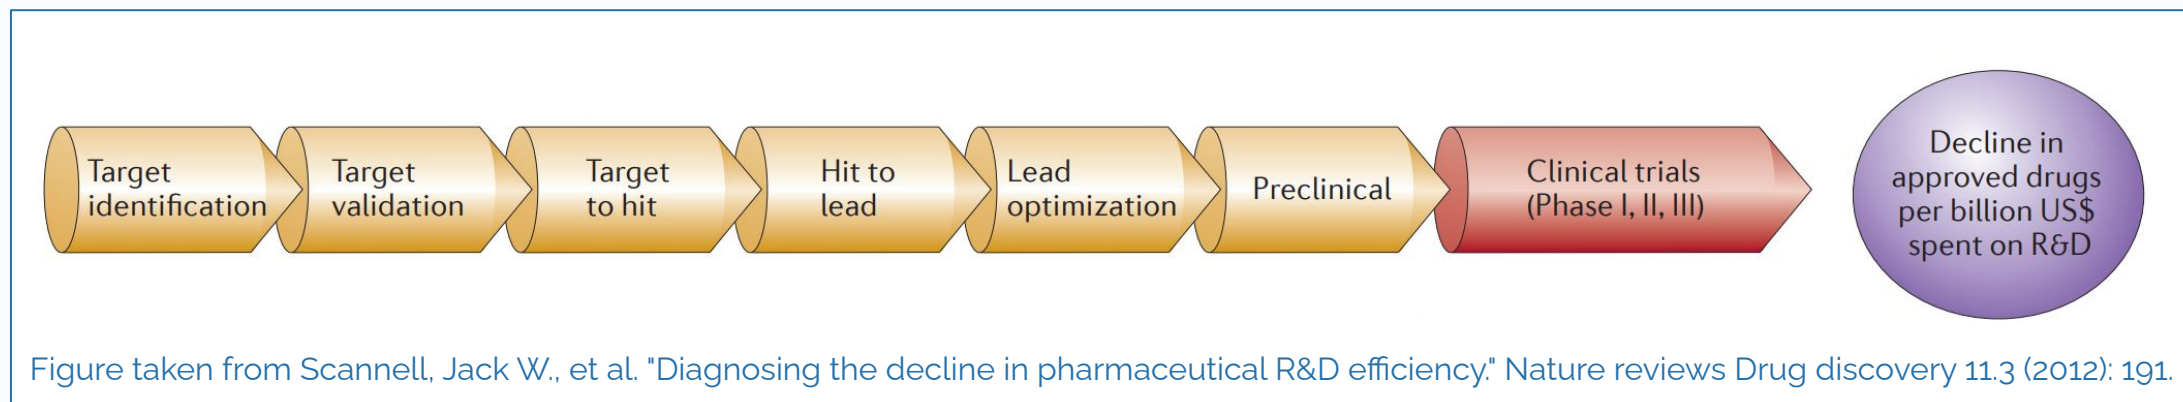 Target
identification
Target
validation
Target
to hit
Hit to
lead
Lead
optimization
Preclinical
Clinical trials
(Phase I, II, III)
Decline in
approved drugs
per billion US$
spent on R&D
Figure taken from Scannell, Jack W., et al. "Diagnosing the decline in pharmaceutical R&D efficiency." Nature reviews Drug discovery 11.3 (2012): 191.